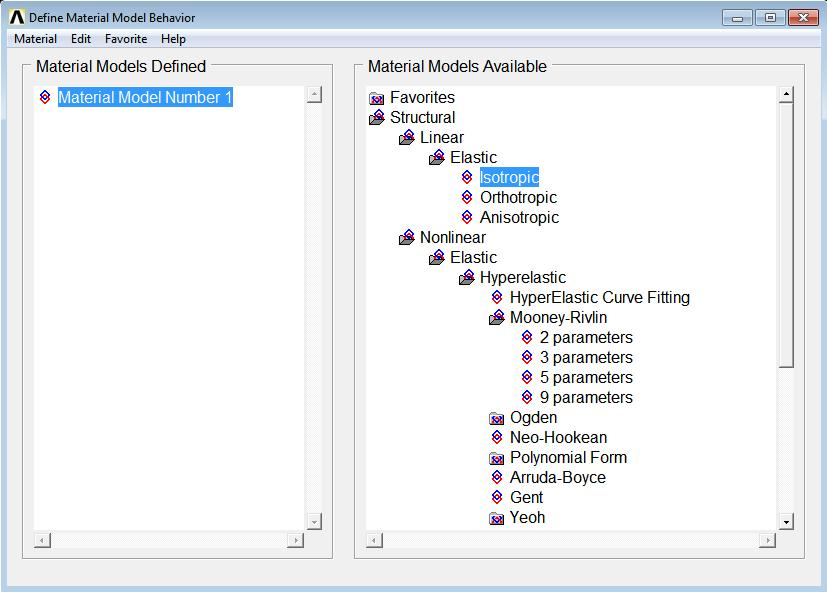 Define Material Model Behavior
Material Edit Favorite Help
Material Models Defined
Material Model Number 1
Material Models Available
Favorites
Structural
Linear
Elastic
Isotropic
Orthotropic
Anisotropic
Nonlinear
Elastic
Hyperelastic
HyperElastic Curve Fitting
Mooney-Rivlin
2 parameters
3 parameters
5 parameters
9 parameters
Ogden
Neo-Hookean
Polynomial Form
Arruda-Boyce
Gent
Yeoh